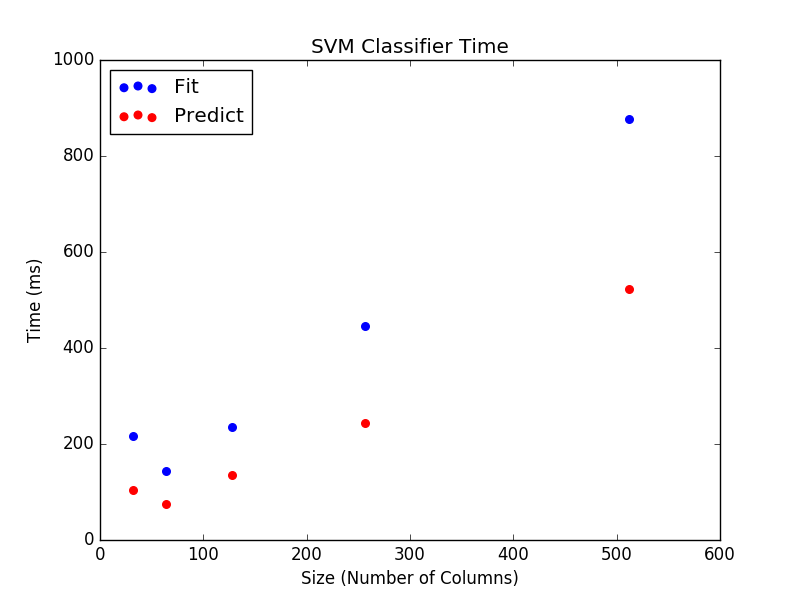 SVM Classifier Time
1000
800
600
400
200
0
Time (ms)
Fit
Predict
0 100 200 300 400 500 600
Size (Number of Columns)